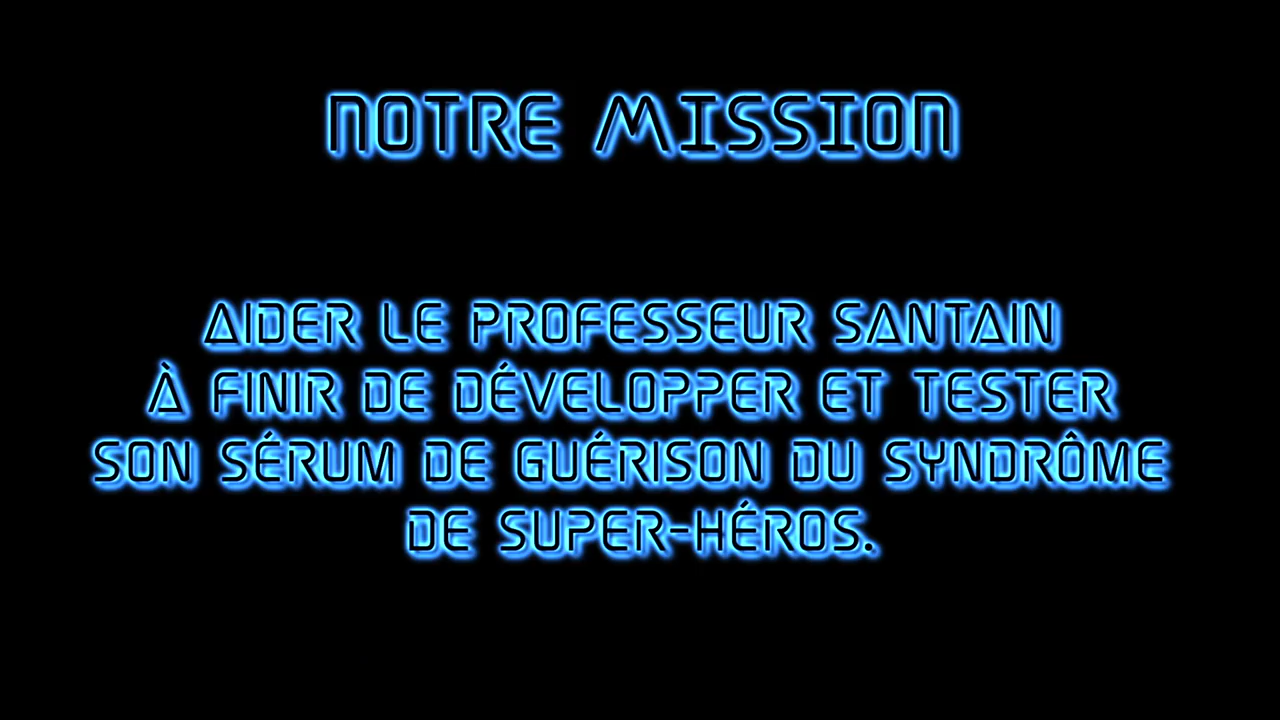 NOTRE MISSION
AIDER LE PROFESSEUR SANTAIN
À FINIR DE DÉVELOPPER ET TESTER
SON SÉRUM DE GUÉRISON DU SYNDRÔME
DE SUPER-HÉROS.